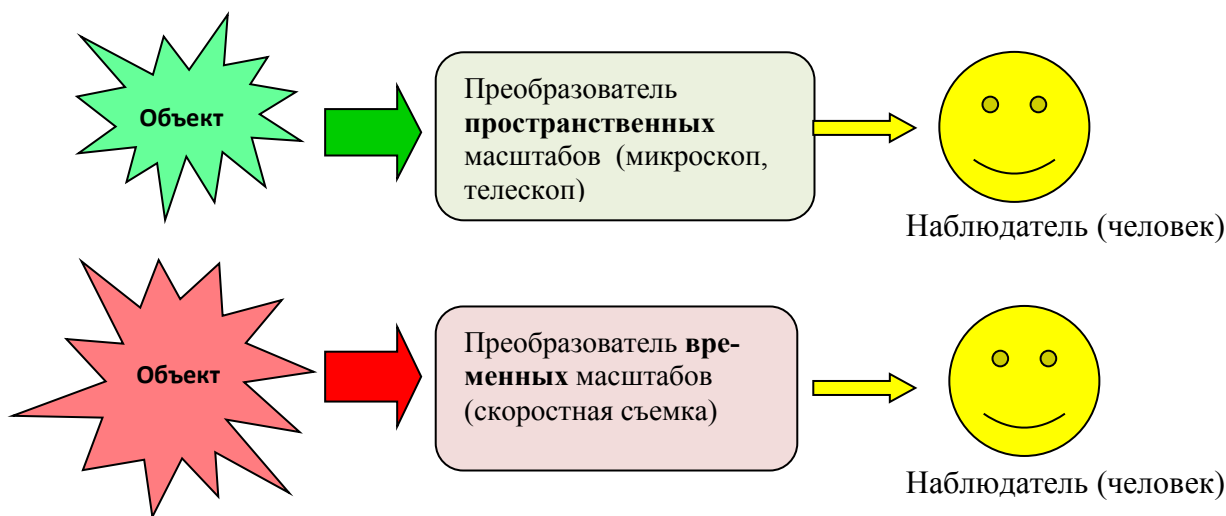 Объект
Преобразователь
пространственных
масштабов (микроскоп,
телескоп)
Наблюдатель (человек)
Объект
Преобразователь вре-
менных масштабов
(скоростная съемка)
Наблюдатель (человек)